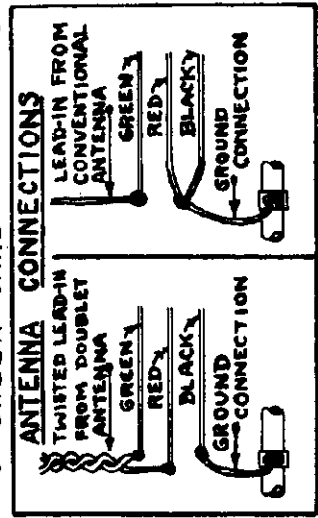 ANTENNA CONNECTIONS
TWISTED LEAD-IN
FROM DOUBLET
ANTENNA
GREEN
RED
BLACK
GROUND
CONNECTION
LEAD-IN FROM
CONVENTIONAL
ANTENNA
GREEN
RED
BLACK
GROUND
CONNECTION